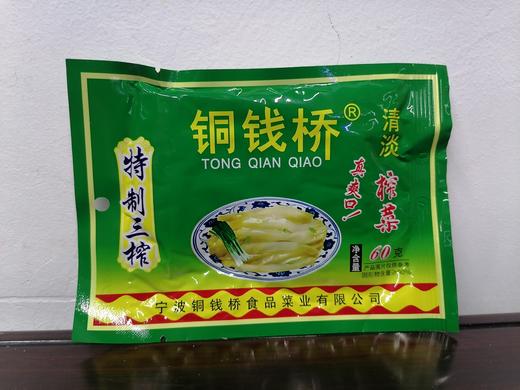 铜钱桥®
TONG QIAN QIAO
清淡
榨菜
真爽口!
特制三榨
净含量
60克
宁波铜钱桥食品菜业有限公司